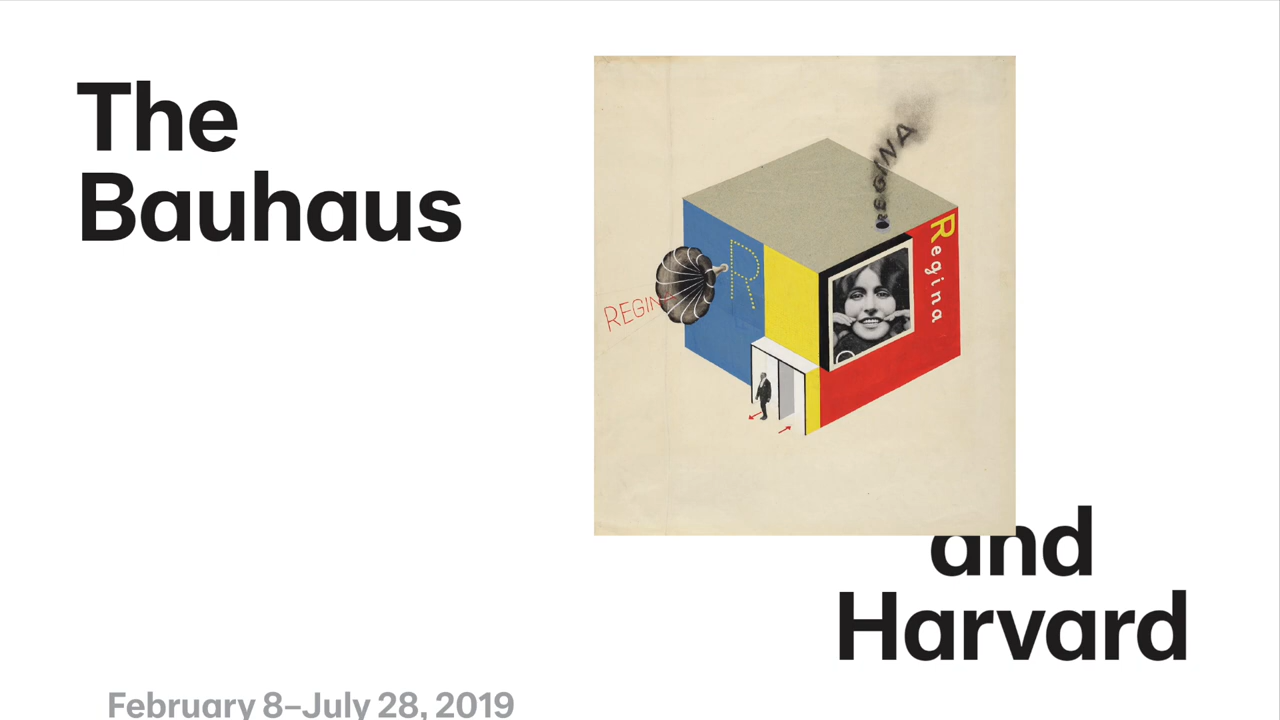 The
Bauhaus
REGINA
R
REGINA
Regina
and
Harvard
February 8–July 28, 2019